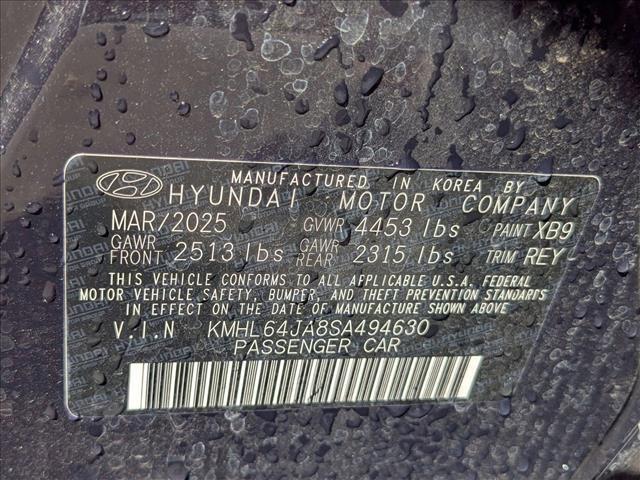 MANUFACTURED IN KOREA BY
HYUNDAI MOTOR COMPANY
MAR/2025 GVWR 4453 lbs PAINT XB9
GAWR FRONT 2513 lbs GAWR REAR 2315 lbs TRIM REY
THIS VEHICLE CONFORMS TO ALL APPLICABLE U.S.A. FEDERAL
MOTOR VEHICLE SAFETY, BUMPER, AND THEFT PREVENTION STANDARDS
IN EFFECT ON THE DATE OF MANUFACTURE SHOWN ABOVE
V.I.N KMHL64JA8SA494630
PASSENGER CAR